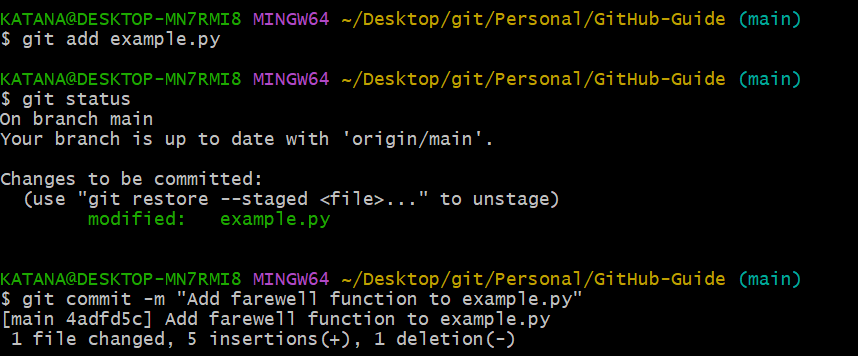 KATANA@DESKTOP-MN7RMI8 MINGW64 ~/Desktop/git/Personal/GitHub-Guide (main)
$ git add example.py

KATANA@DESKTOP-MN7RMI8 MINGW64 ~/Desktop/git/Personal/GitHub-Guide (main)
$ git status
On branch main
Your branch is up to date with 'origin/main'.

Changes to be committed:
  (use "git restore --staged <file>..." to unstage)
        modified:   example.py

KATANA@DESKTOP-MN7RMI8 MINGW64 ~/Desktop/git/Personal/GitHub-Guide (main)
$ git commit -m "Add farewell function to example.py"
[main 4adfd5c] Add farewell function to example.py
 1 file changed, 5 insertions(+), 1 deletion(-)